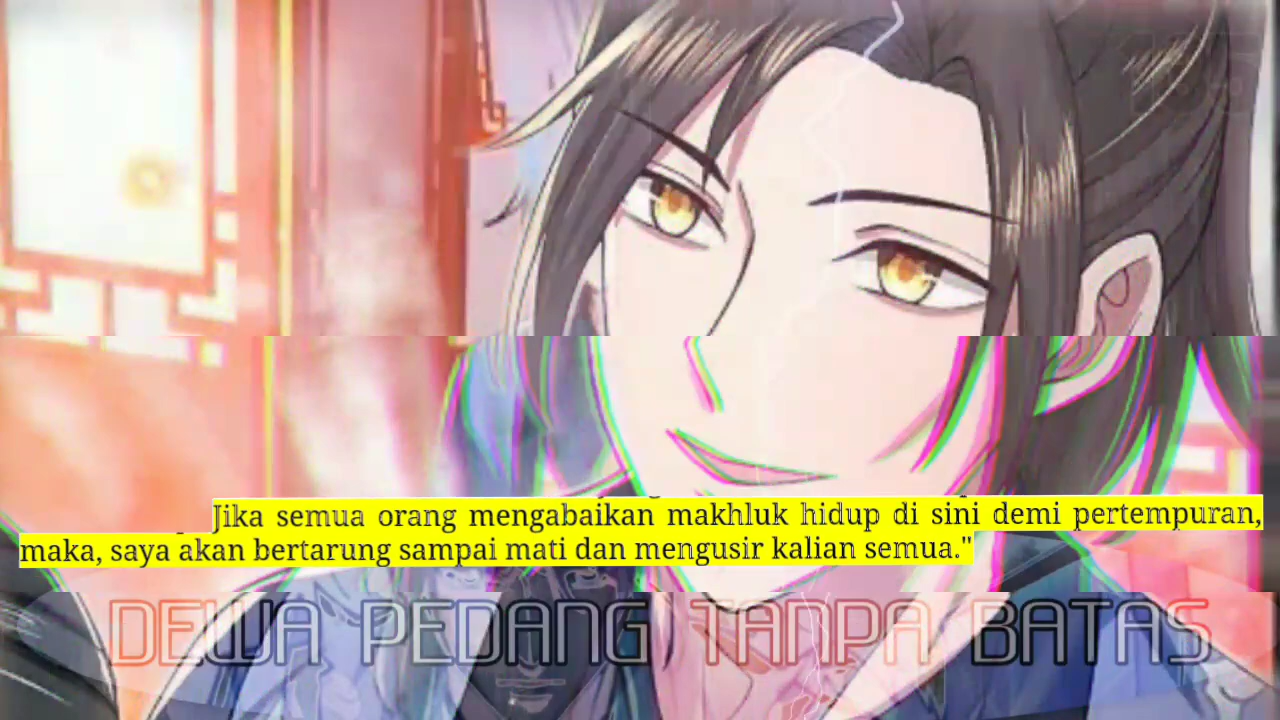 Jika semua orang mengabaikan makhluk hidup di sini demi pertempuran,
maka, saya akan bertarung sampai mati dan mengusir kalian semua."
DEWA PEDANG TANPA BATAS